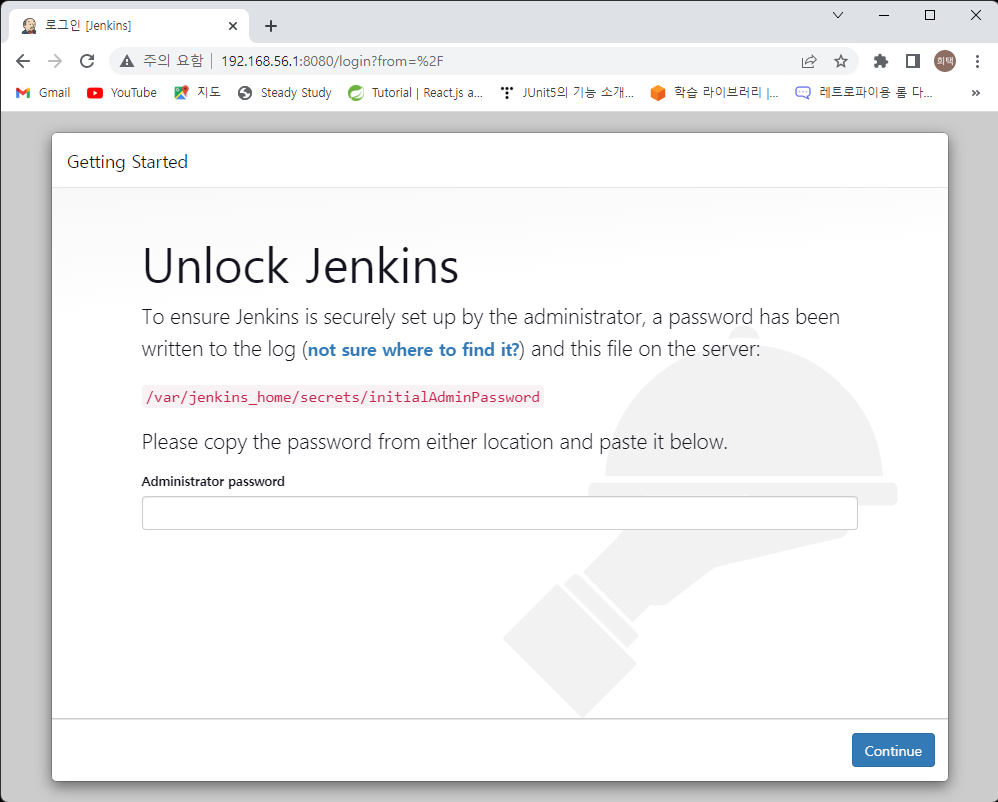 로그인 [Jenkins]
주의 요함 192.168.56.1:8080/login?from=%2F
희택
Gmail YouTube 지도 Steady Study Tutorial | React.js a... JUnit5의 기능 소개... 학습 라이브러리 |... 레트로파이용 롬 다... »
Getting Started
Unlock Jenkins
To ensure Jenkins is securely set up by the administrator, a password has been
written to the log (not sure where to find it?) and this file on the server:
/var/jenkins_home/secrets/initialAdminPassword
Please copy the password from either location and paste it below.
Administrator password
Continue